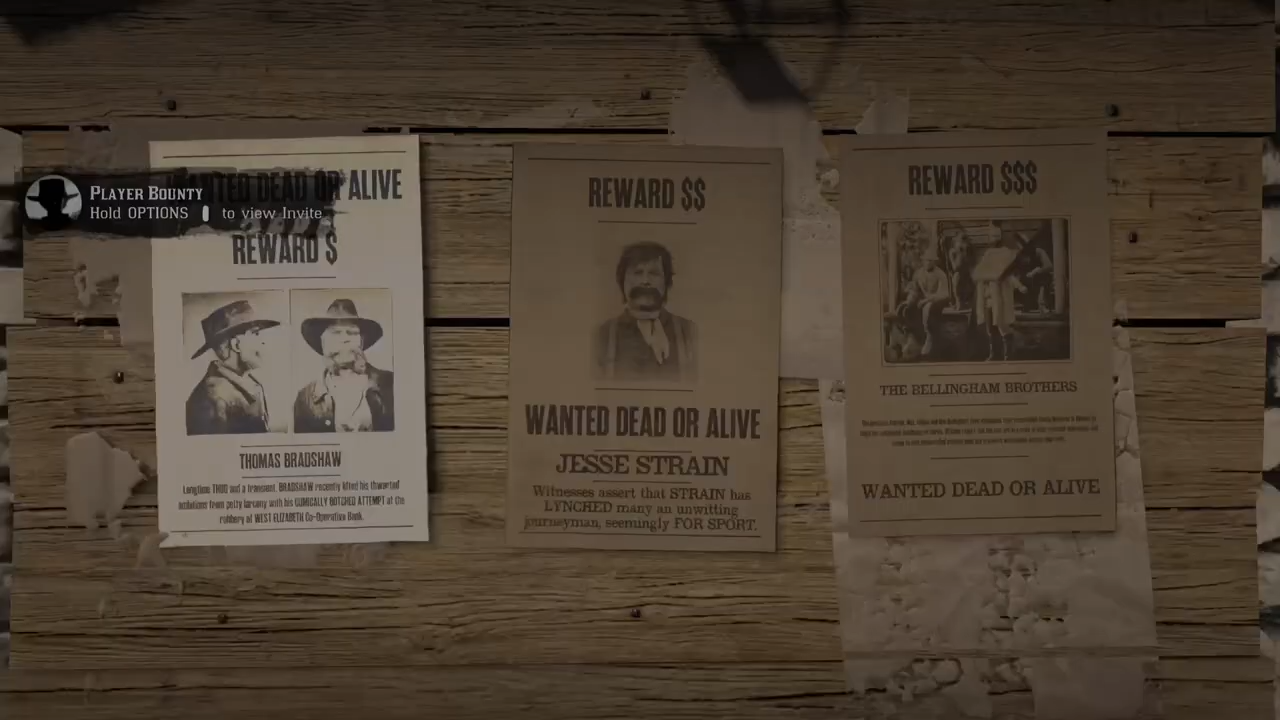 WANTED DEAD OR ALIVE
PLAYER BOUNTY
Hold OPTIONS to view Invite
REWARD $
THOMAS BRADSHAW
Longtime THUG and a transient, BRADSHAW recently lifted his thwarted
ambitions from petty larceny with his COMICALLY BOTCHED ATTEMPT at the
robbery of WEST ELIZABETH Co-Operative Bank.
REWARD $$
WANTED DEAD OR ALIVE
JESSE STRAIN
Witnesses assert that STRAIN has
LYNCHED many an unwitting
journeyman, seemingly FOR SPORT.
REWARD $$$
THE BELLINGHAM BROTHERS
WANTED DEAD OR ALIVE